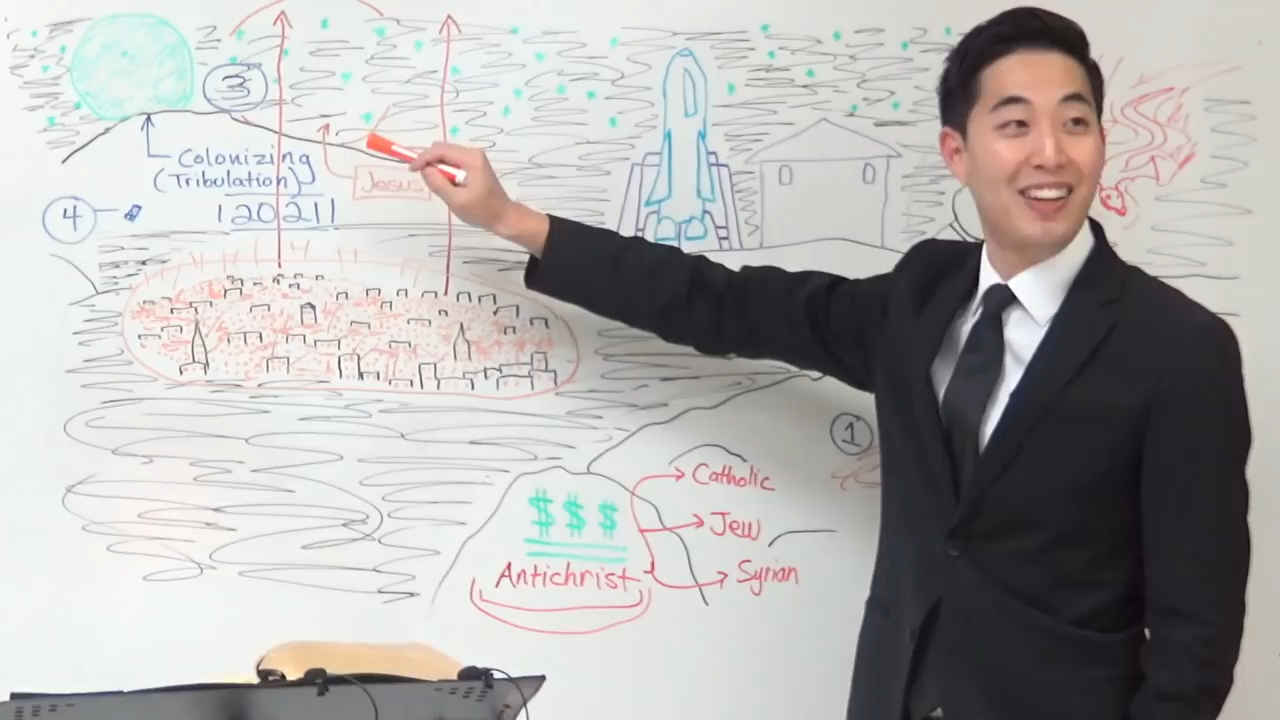 3
Colonizing
(Tribulation)
Jesus
4
120211
1
$ $ $
Antichrist
Catholic
Jew
Syrian